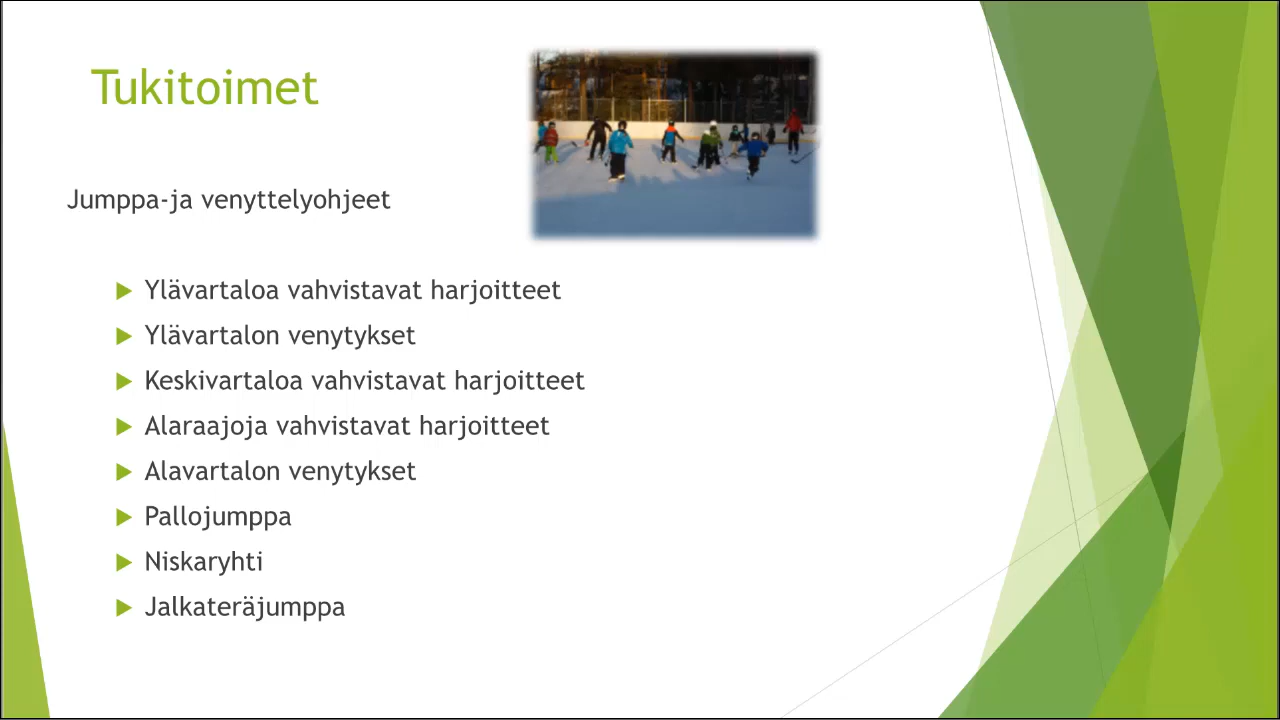 Tukitoimet
Jumppa-ja venyttelyohjeet
Ylävartaloa vahvistavat harjoitteet
Ylävartalon venytykset
Keskivartaloa vahvistavat harjoitteet
Alaraajoja vahvistavat harjoitteet
Alavartalon venytykset
Pallojumppa
Niskaryhti
Jalkateräjumppa